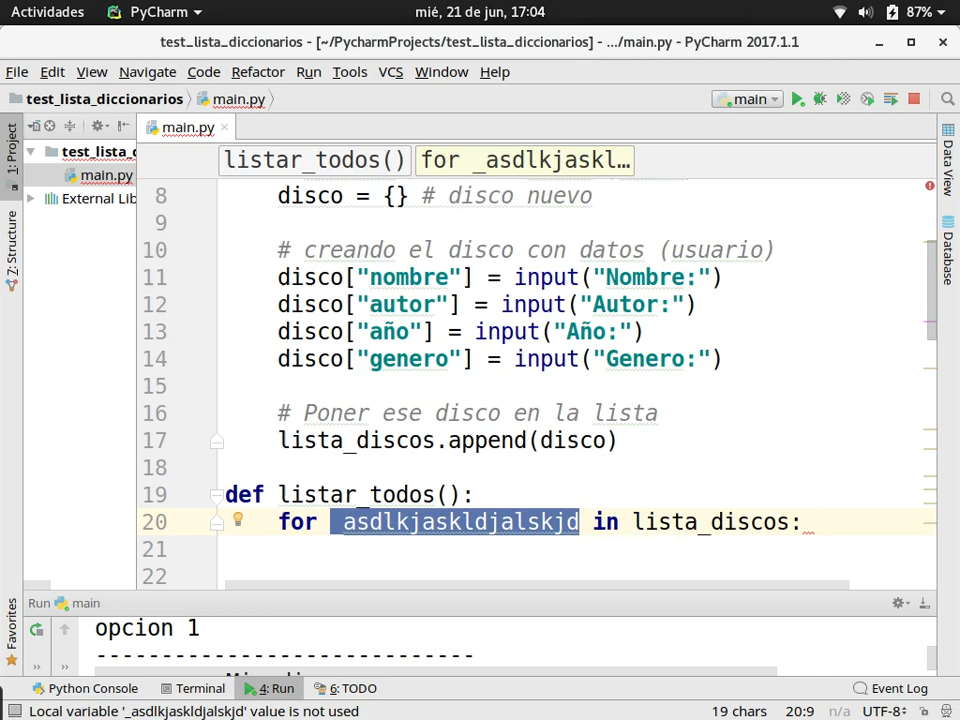 Actividades PyCharm mié, 21 de jun, 17:04 87%
test_lista_diccionarios - [~/PycharmProjects/test_lista_diccionarios] - .../main.py - PyCharm 2017.1.1
File Edit View Navigate Code Refactor Run Tools VCS Window Help
test_lista_diccionarios main.py main
1: Project
main.py
listar_todos() for _asdlkjaskl...
test_lista_
main.py
External Lib
7: Structure
Favorites
Data View
Database
8 disco = {} # disco nuevo
9
10 # creando el disco con datos (usuario)
11 disco["nombre"] = input("Nombre:")
12 disco["autor"] = input("Autor:")
13 disco["año"] = input("Año:")
14 disco["genero"] = input("Genero:")
15
16 # Poner ese disco en la lista
17 lista_discos.append(disco)
18
19 def listar_todos():
20 for _asdlkjaskldjalskjd in lista_discos:
21
22
Run main
opcion 1
-----------------------------
Python Console Terminal 4: Run 6: TODO Event Log
Local variable '_asdlkjaskldjalskjd' value is not used 19 chars 20:9 n/a UTF-8